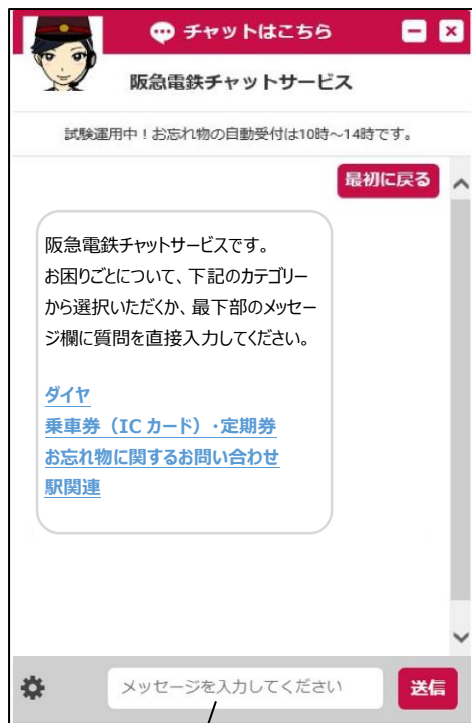 チャットはこちら
阪急電鉄チャットサービス
試験運用中！お忘れ物の自動受付は10時～14時です。
最初に戻る
阪急電鉄チャットサービスです。
お困りごとについて、下記のカテゴリー
から選択いただくか、最下部のメッセー
ジ欄に質問を直接入力してください。
ダイヤ
乗車券（IC カード）・定期券
お忘れ物に関するお問い合わせ
駅関連
メッセージを入力してください
送信